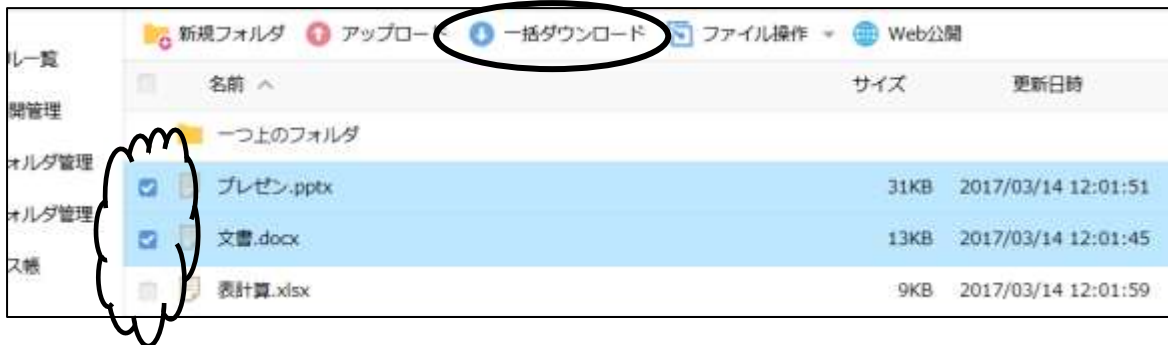 新規フォルダ アップロード 一括ダウンロード ファイル操作 Web公開
ル一覧
名前 サイズ 更新日時
開管理
一つ上のフォルダ
ォルダ管理
プレゼン.pptx 31KB 2017/03/14 12:01:51
ォルダ管理
文書.docx 13KB 2017/03/14 12:01:45
ス帳
表計算.xlsx 9KB 2017/03/14 12:01:59